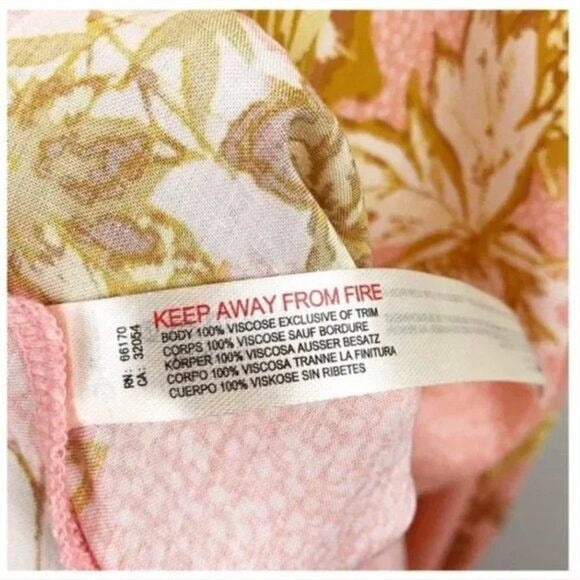 KEEP AWAY FROM FIRE
BODY 100% VISCOSE EXCLUSIVE OF TRIM
CORPS 100% VISCOSE SAUF BORDURE
KÖRPER 100% VISCOSA AUSSER BESATZ
CORPO 100% VISCOSA TRANNE LA FINITURA
CUERPO 100% VISKOSE SIN RIBETES
RN: 66170
CA: 32054